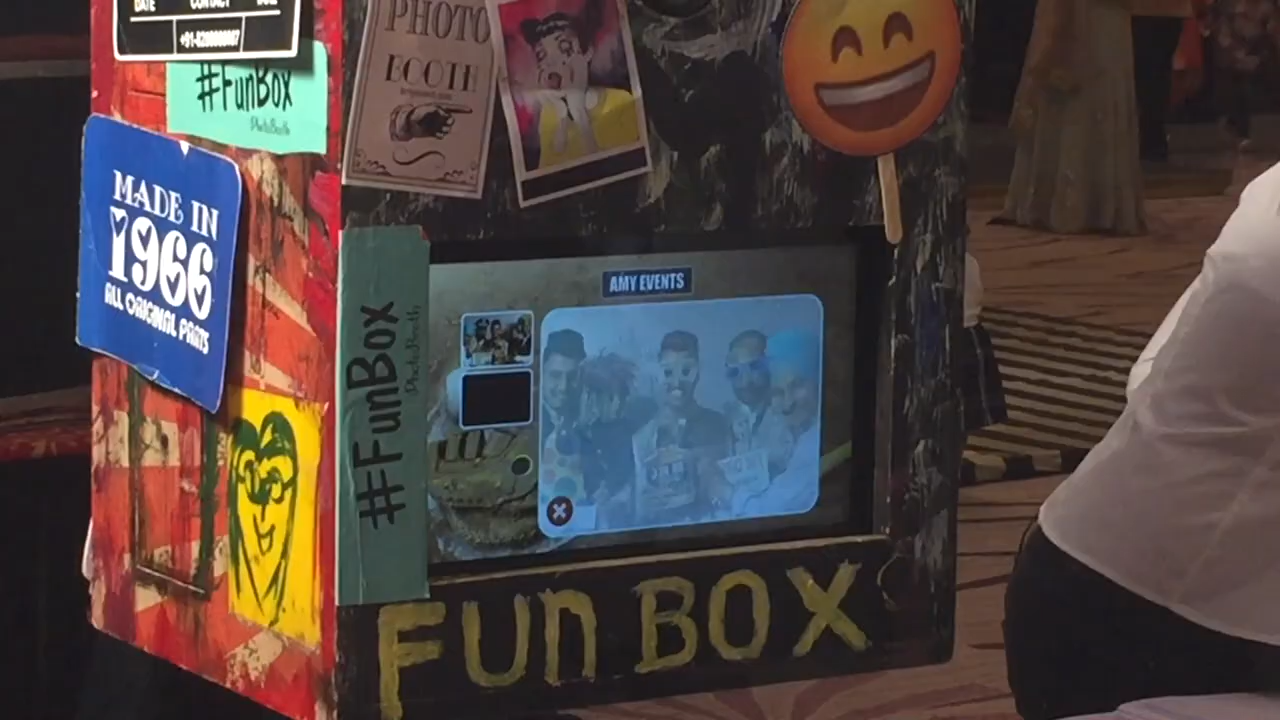 DATE CONTACT
#FunBox
PhotoBooth
MADE IN
1966
ALL ORIGINAL PARTS
PHOTO
BOOTH
#FunBox
PhotoBooth
AMY EVENTS
FUn BOX